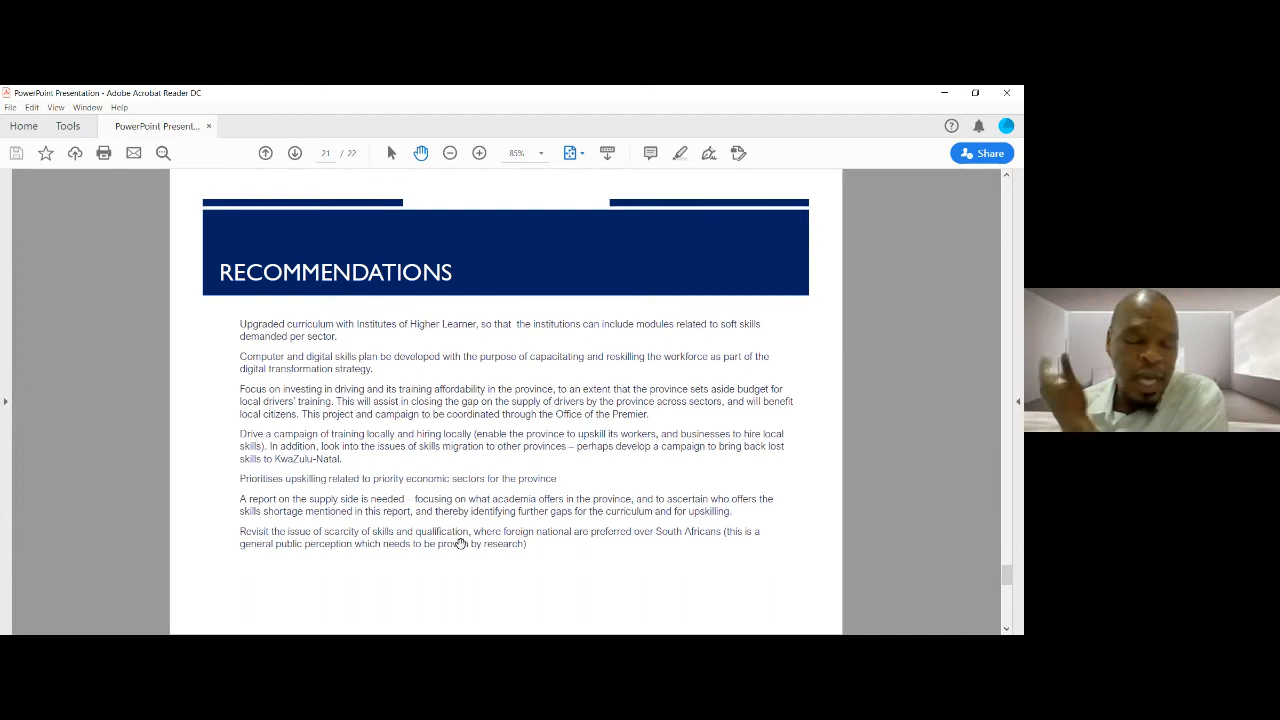 PowerPoint Presentation - Adobe Acrobat Reader DC
File Edit View Window Help
Home Tools PowerPoint Present... ×
21 / 22 85% Share
RECOMMENDATIONS
Upgraded curriculum with Institutes of Higher Learner, so that the institutions can include modules related to soft skills
demanded per sector.
Computer and digital skills plan be developed with the purpose of capacitating and reskilling the workforce as part of the
digital transformation strategy.
Focus on investing in driving and its training affordability in the province, to an extent that the province sets aside budget for
local drivers' training. This will assist in closing the gap on the supply of drivers by the province across sectors, and will benefit
local citizens. This project and campaign to be coordinated through the Office of the Premier.
Drive a campaign of training locally and hiring locally (enable the province to upskill its workers, and businesses to hire local
skills). In addition, look into the issues of skills migration to other provinces – perhaps develop a campaign to bring back lost
skills to KwaZulu-Natal.
Prioritises upskilling related to priority economic sectors for the province
A report on the supply side is needed - focusing on what academia offers in the province, and to ascertain who offers the
skills shortage mentioned in this report, and thereby identifying further gaps for the curriculum and for upskilling.
Revisit the issue of scarcity of skills and qualification, where foreign national are preferred over South Africans (this is a
general public perception which needs to be proven by research)